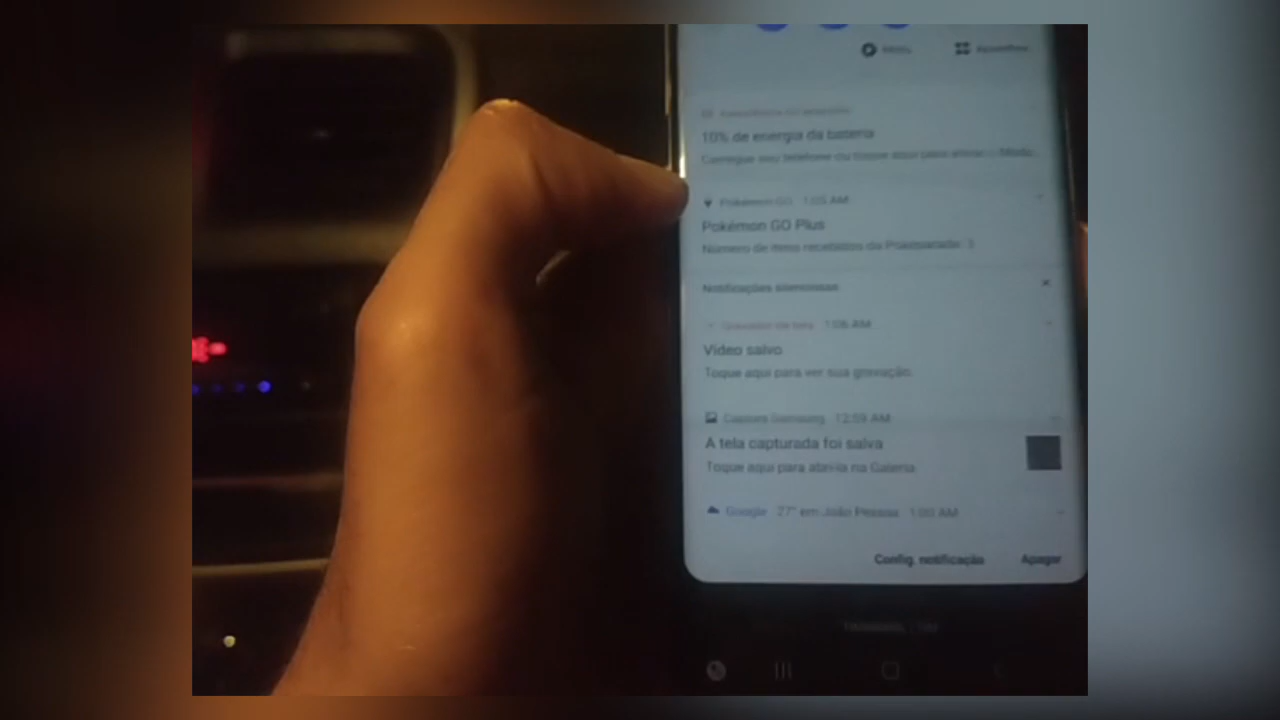 Mídia
10% de energia da bateria
Carregue seu telefone ou toque aqui para ativar o Modo
Pokémon GO 1:05 AM
Pokémon GO Plus
Número de itens recebidos da Poképarada: 3
Notificações silenciosas
Gravador de tela 1:06 AM
Vídeo salvo
Toque aqui para ver sua gravação.
Captura Samsung 12:59 AM
A tela capturada foi salva
Toque aqui para abri-la na Galeria.
Google 27° em João Pessoa 1:00 AM
Config. notificação Apagar